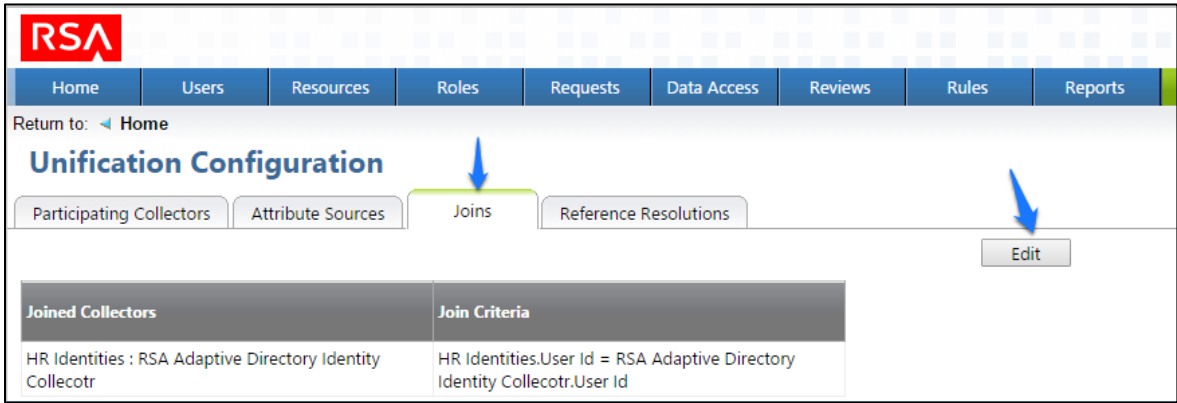 RSA
Home Users Resources Roles Requests Data Access Reviews Rules Reports
Return to: Home
Unification Configuration
Participating Collectors Attribute Sources Joins Reference Resolutions
Edit
Joined Collectors Join Criteria
HR Identities : RSA Adaptive Directory Identity
Collecotr
HR Identities.User Id = RSA Adaptive Directory
Identity Collecotr.User Id